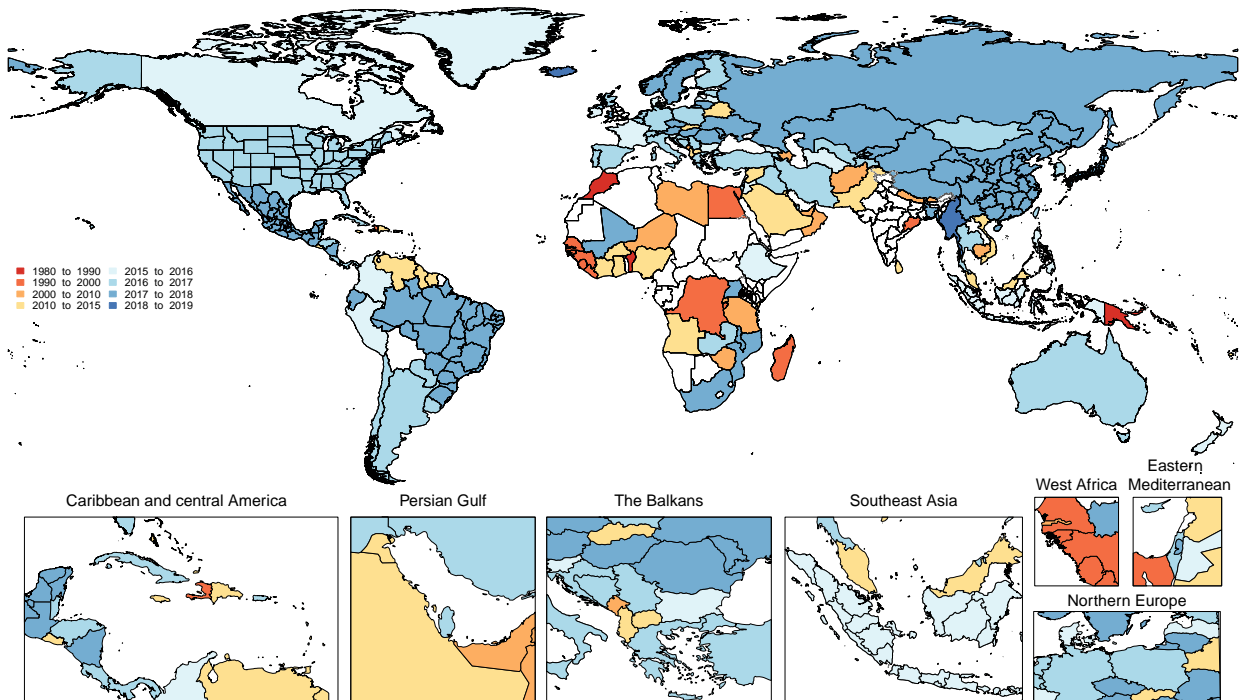 1980 to 1990
1990 to 2000
2000 to 2010
2010 to 2015
2015 to 2016
2016 to 2017
2017 to 2018
2018 to 2019
Caribbean and central America
Persian Gulf
The Balkans
Southeast Asia
West Africa
Eastern
Mediterranean
Northern Europe